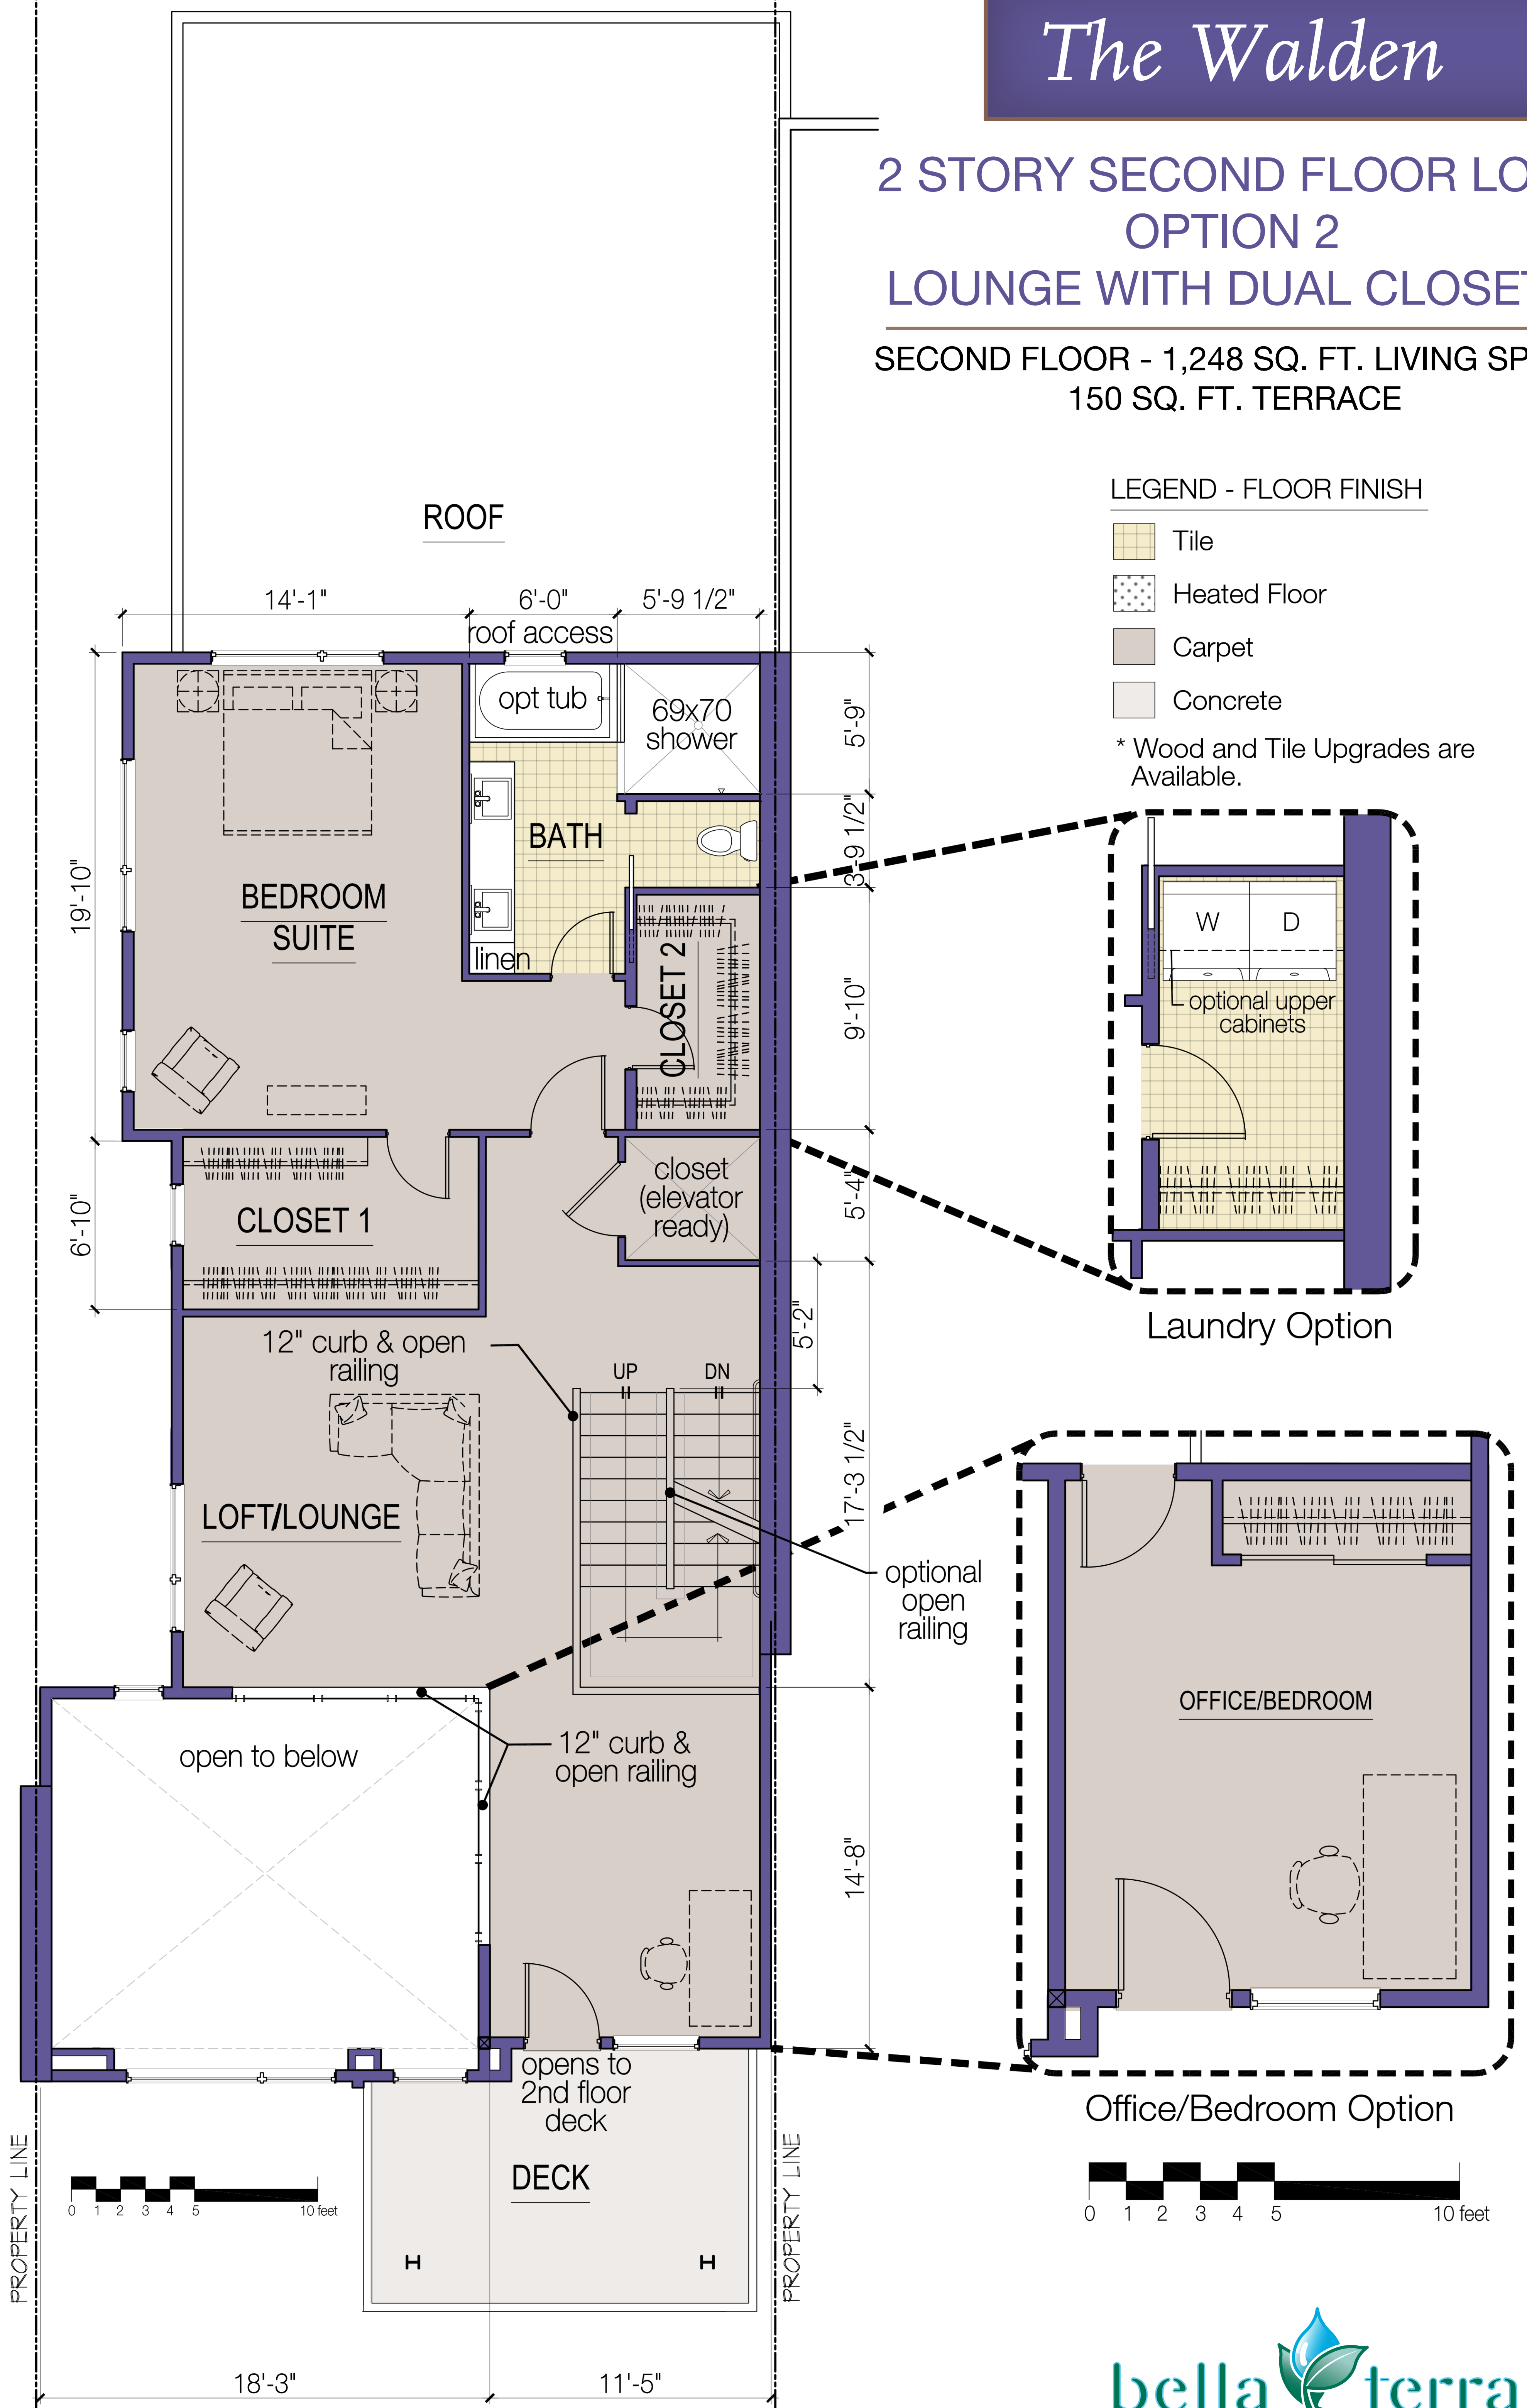 The Walden
2 STORY SECOND FLOOR
OPTION 2
LOUNGE WITH DUAL
SECOND FLOOR - 1,248 SQ. FT. LIVING
150 SQ. FT. TERRACE
LEGEND - FLOOR FINISH
Tile
Heated Floor
Carpet
Concrete
* Wood and Tile Upgrades are
Available.
ROOF
14'-1"
6'-0"
5'-9 1/2"
roof access
opt tub
69x70
shower
5'-9"
3'-9 1/2"
BATH
19'-10"
BEDROOM
SUITE
linen
CLOSET 2
9'-10"
W
D
optional upper
cabinets
Laundry Option
closet
(elevator
ready)
5'-4"
6'-10"
CLOSET 1
5'-2"
12" curb & open
railing
UP
DN
17'-3 1/2"
LOFT/LOUNGE
optional
open
railing
open to below
12" curb &
open railing
14'-8"
OFFICE/BEDROOM
Office/Bedroom Option
opens to
2nd floor
deck
DECK
PROPERTY LINE
PROPERTY LINE
0 1 2 3 4 5 10 feet
0 1 2 3 4 5 10 feet
H
H
18'-3"
11'-5"
bella terra